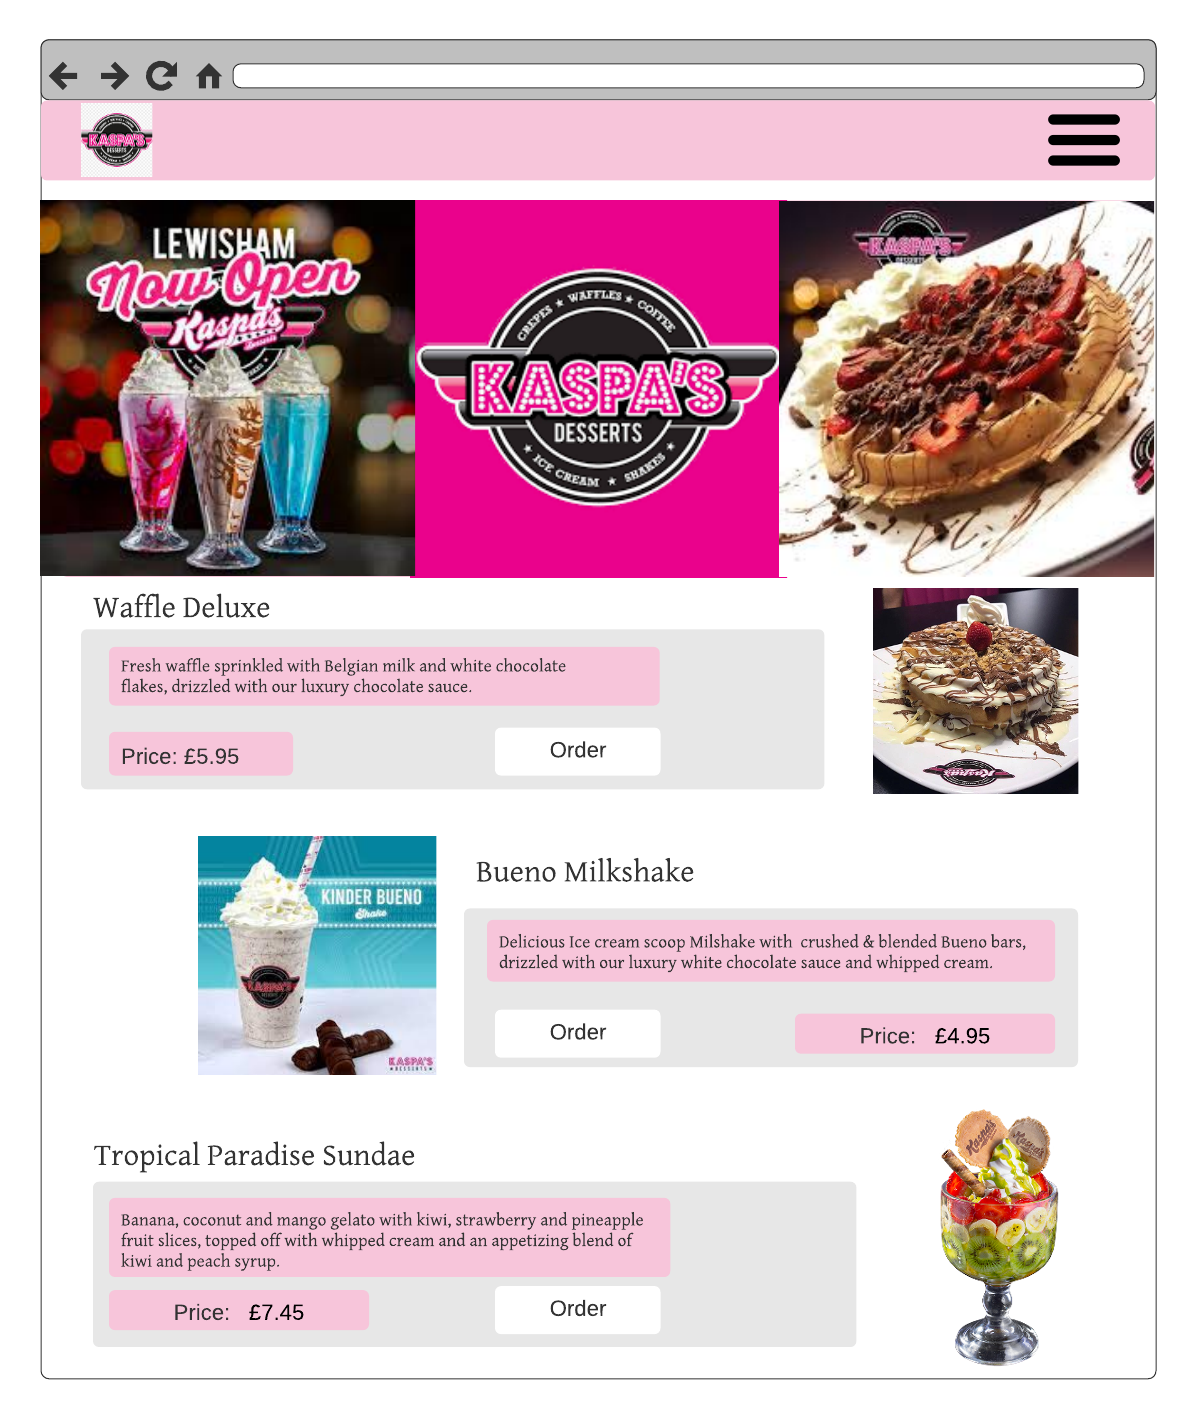 KASPA'S
DESSERTS
LEWISHAM
Now Open
Kaspa's
Desserts
CREPES ★ WAFFLES ★ COFFEE
KASPA'S
DESSERTS
★ ICE CREAM ★ SHAKES ★
KASPA'S
DESSERTS
Waffle Deluxe
Fresh waffle sprinkled with Belgian milk and white chocolate
flakes, drizzled with our luxury chocolate sauce.
Price: £5.95
Order
Kaspa's
KINDER BUENO
Shake
KASPA'S
KASPA'S
★DESSERTS★
Bueno Milkshake
Delicious Ice cream scoop Milshake with  crushed & blended Bueno bars,
drizzled with our luxury white chocolate sauce and whipped cream.
Order
Price: £4.95
Tropical Paradise Sundae
Banana, coconut and mango gelato with kiwi, strawberry and pineapple
fruit slices, topped off with whipped cream and an appetizing blend of
kiwi and peach syrup.
Price: £7.45
Order
Kaspa's
Kaspa's